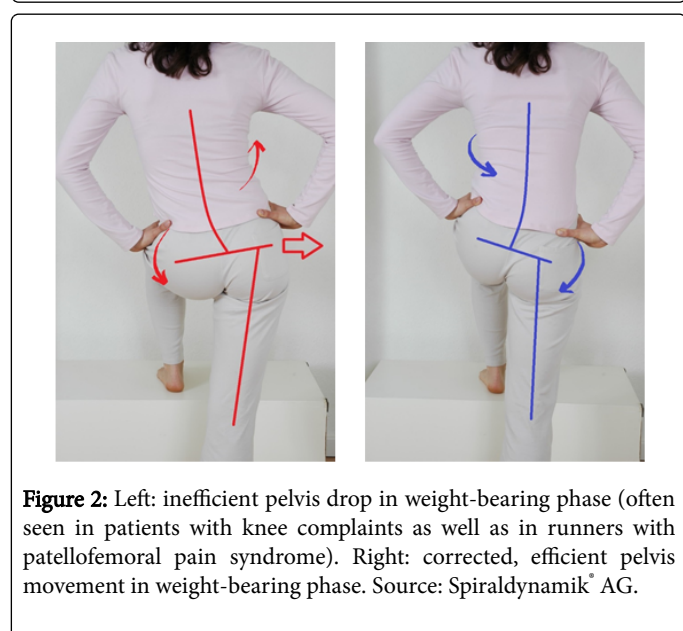 Figure 2: Left: inefficient pelvis drop in weight-bearing phase (often
seen in patients with knee complaints as well as in runners with
patellofemoral pain syndrome). Right: corrected, efficient pelvis
movement in weight-bearing phase. Source: Spiraldynamik® AG.